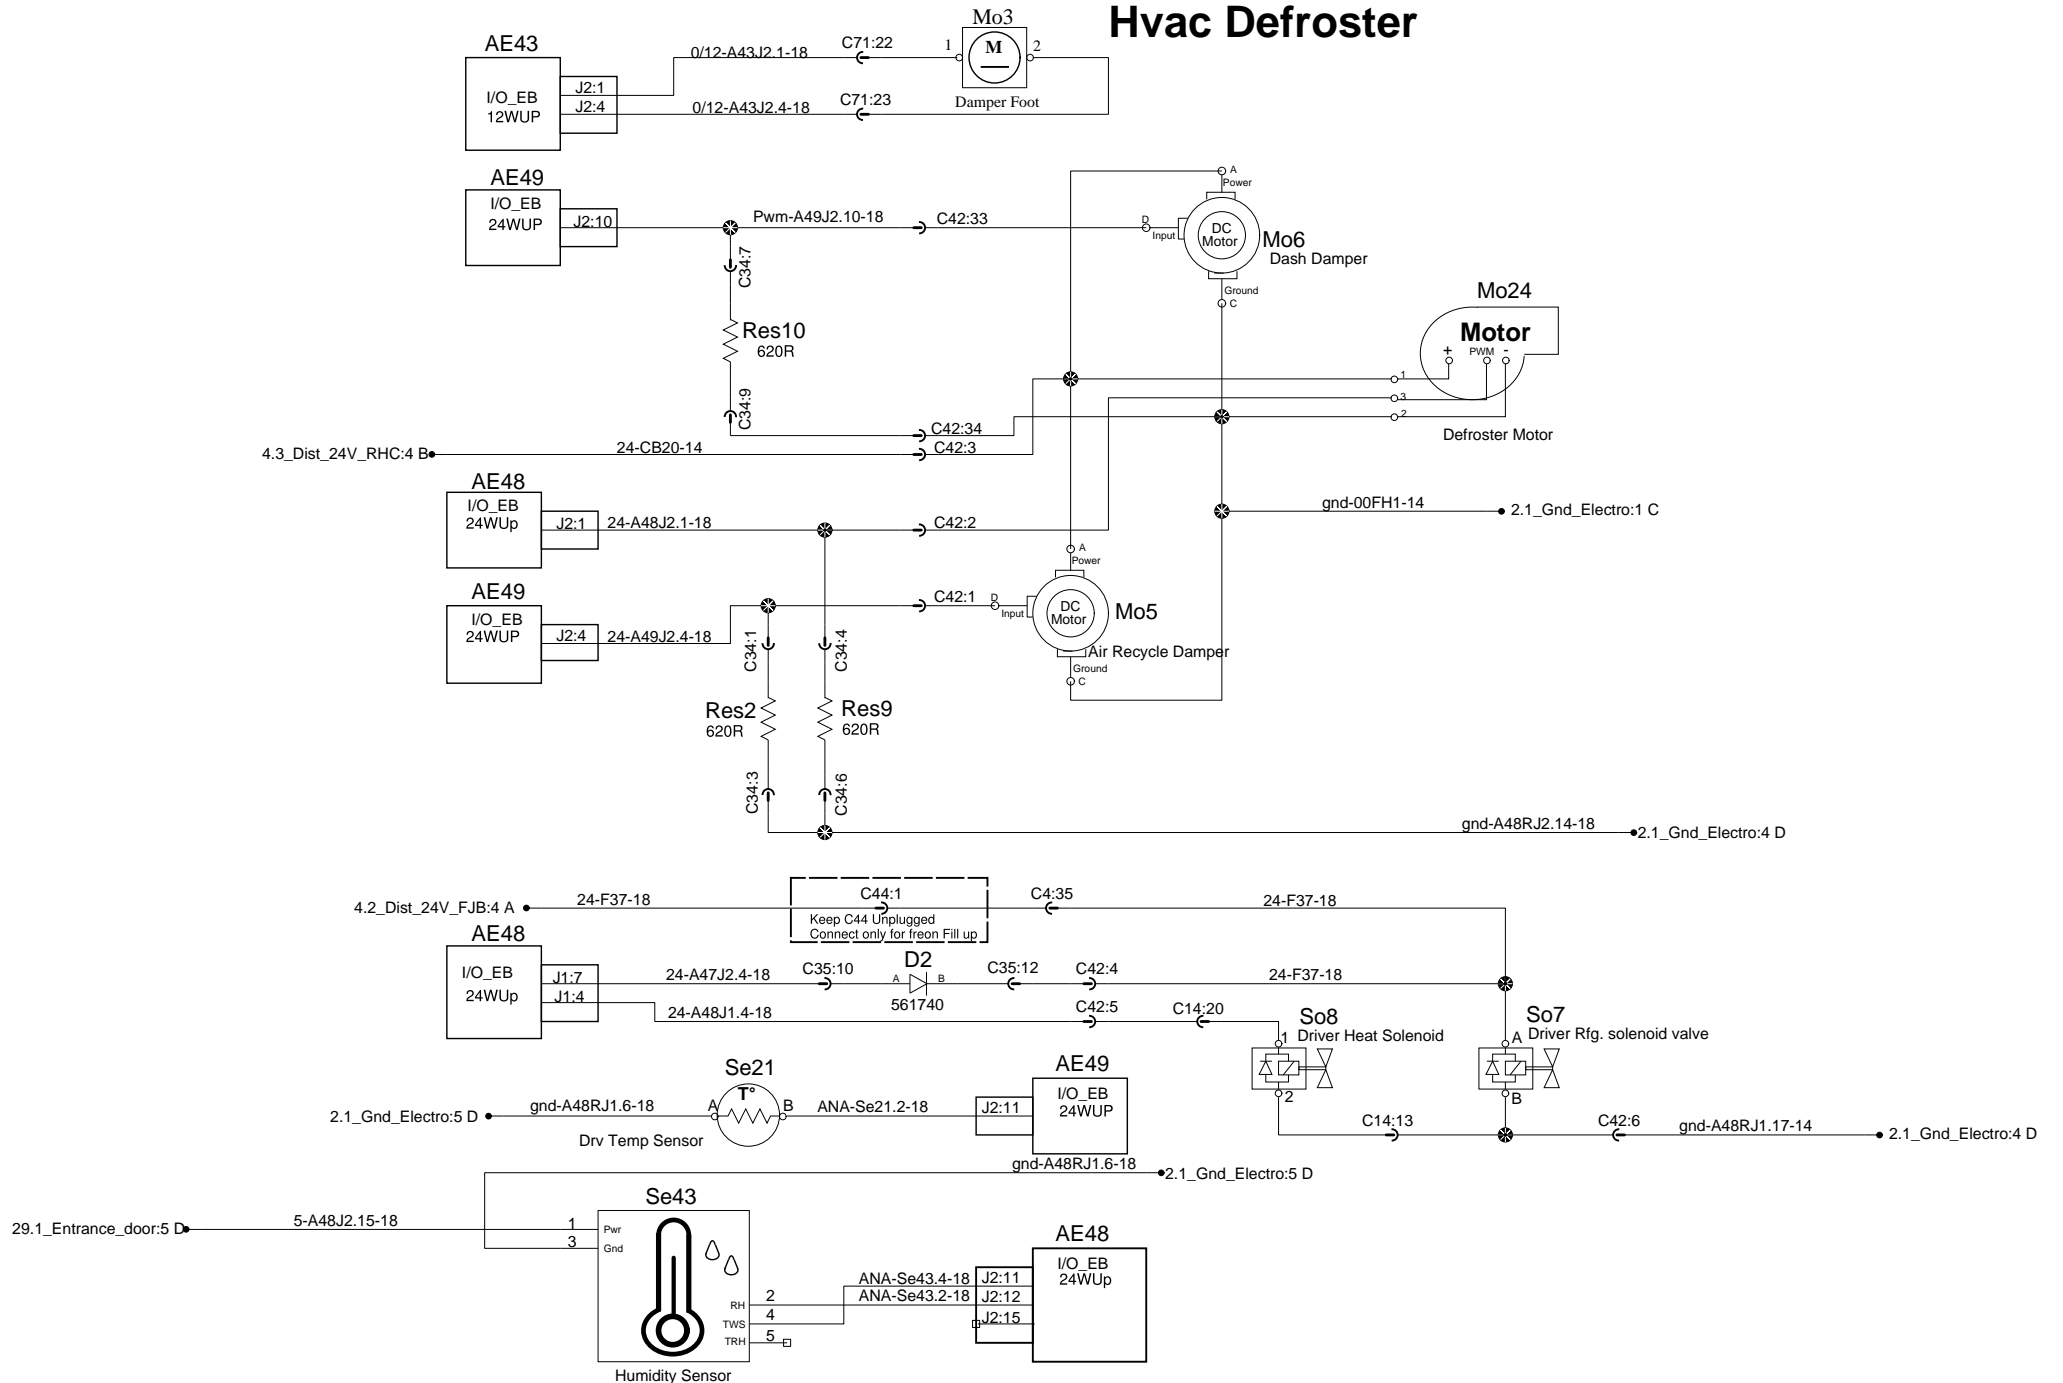 Hvac Defroster
AE43
I/O_EB
12WUP
J2:1
J2:4
0/12-A43J2.1-18
0/12-A43J2.4-18
C71:22
C71:23
Mo3
1
M
2
Damper Foot
AE49
I/O_EB
24WUP
J2:10
Pwm-A49J2.10-18
C42:33
C34:7
Res10
620R
C34:9
C42:34
A
Power
D
Input
DC
Motor
Mo6
Dash Damper
Ground
C
Mo24
Motor
+
PWM
-
1
3
2
Defroster Motor
4.3_Dist_24V_RHC:4 B
24-CB20-14
C42:3
AE48
I/O_EB
24WUp
J2:1
24-A48J2.1-18
C42:2
gnd-00FH1-14
2.1_Gnd_Electro:1 C
AE49
I/O_EB
24WUP
J2:4
24-A49J2.4-18
C42:1
A
Power
D
Input
DC
Motor
Mo5
Air Recycle Damper
Ground
C
C34:1
C34:4
Res2
620R
Res9
620R
C34:3
C34:6
gnd-A48RJ2.14-18
2.1_Gnd_Electro:4 D
4.2_Dist_24V_FJB:4 A
24-F37-18
C44:1
Keep C44 Unplugged
Connect only for freon Fill up
C4:35
24-F37-18
AE48
I/O_EB
24WUp
J1:7
J1:4
24-A47J2.4-18
C35:10
D2
A
B
561740
C35:12
C42:4
24-F37-18
24-A48J1.4-18
C42:5
C14:20
So8
Driver Heat Solenoid
1
2
So7
Driver Rfg. solenoid valve
A
B
C14:13
C42:6
gnd-A48RJ1.17-14
2.1_Gnd_Electro:4 D
Se21
T°
2.1_Gnd_Electro:5 D
gnd-A48RJ1.6-18
A
B
ANA-Se21.2-18
Drv Temp Sensor
AE49
I/O_EB
24WUP
J2:11
gnd-A48RJ1.6-18
2.1_Gnd_Electro:5 D
Se43
29.1_Entrance_door:5 D
5-A48J2.15-18
1
Pwr
3
Gnd
RH
2
TWS
4
TRH
5
Humidity Sensor
ANA-Se43.4-18
ANA-Se43.2-18
AE48
I/O_EB
24WUp
J2:11
J2:12
J2:15